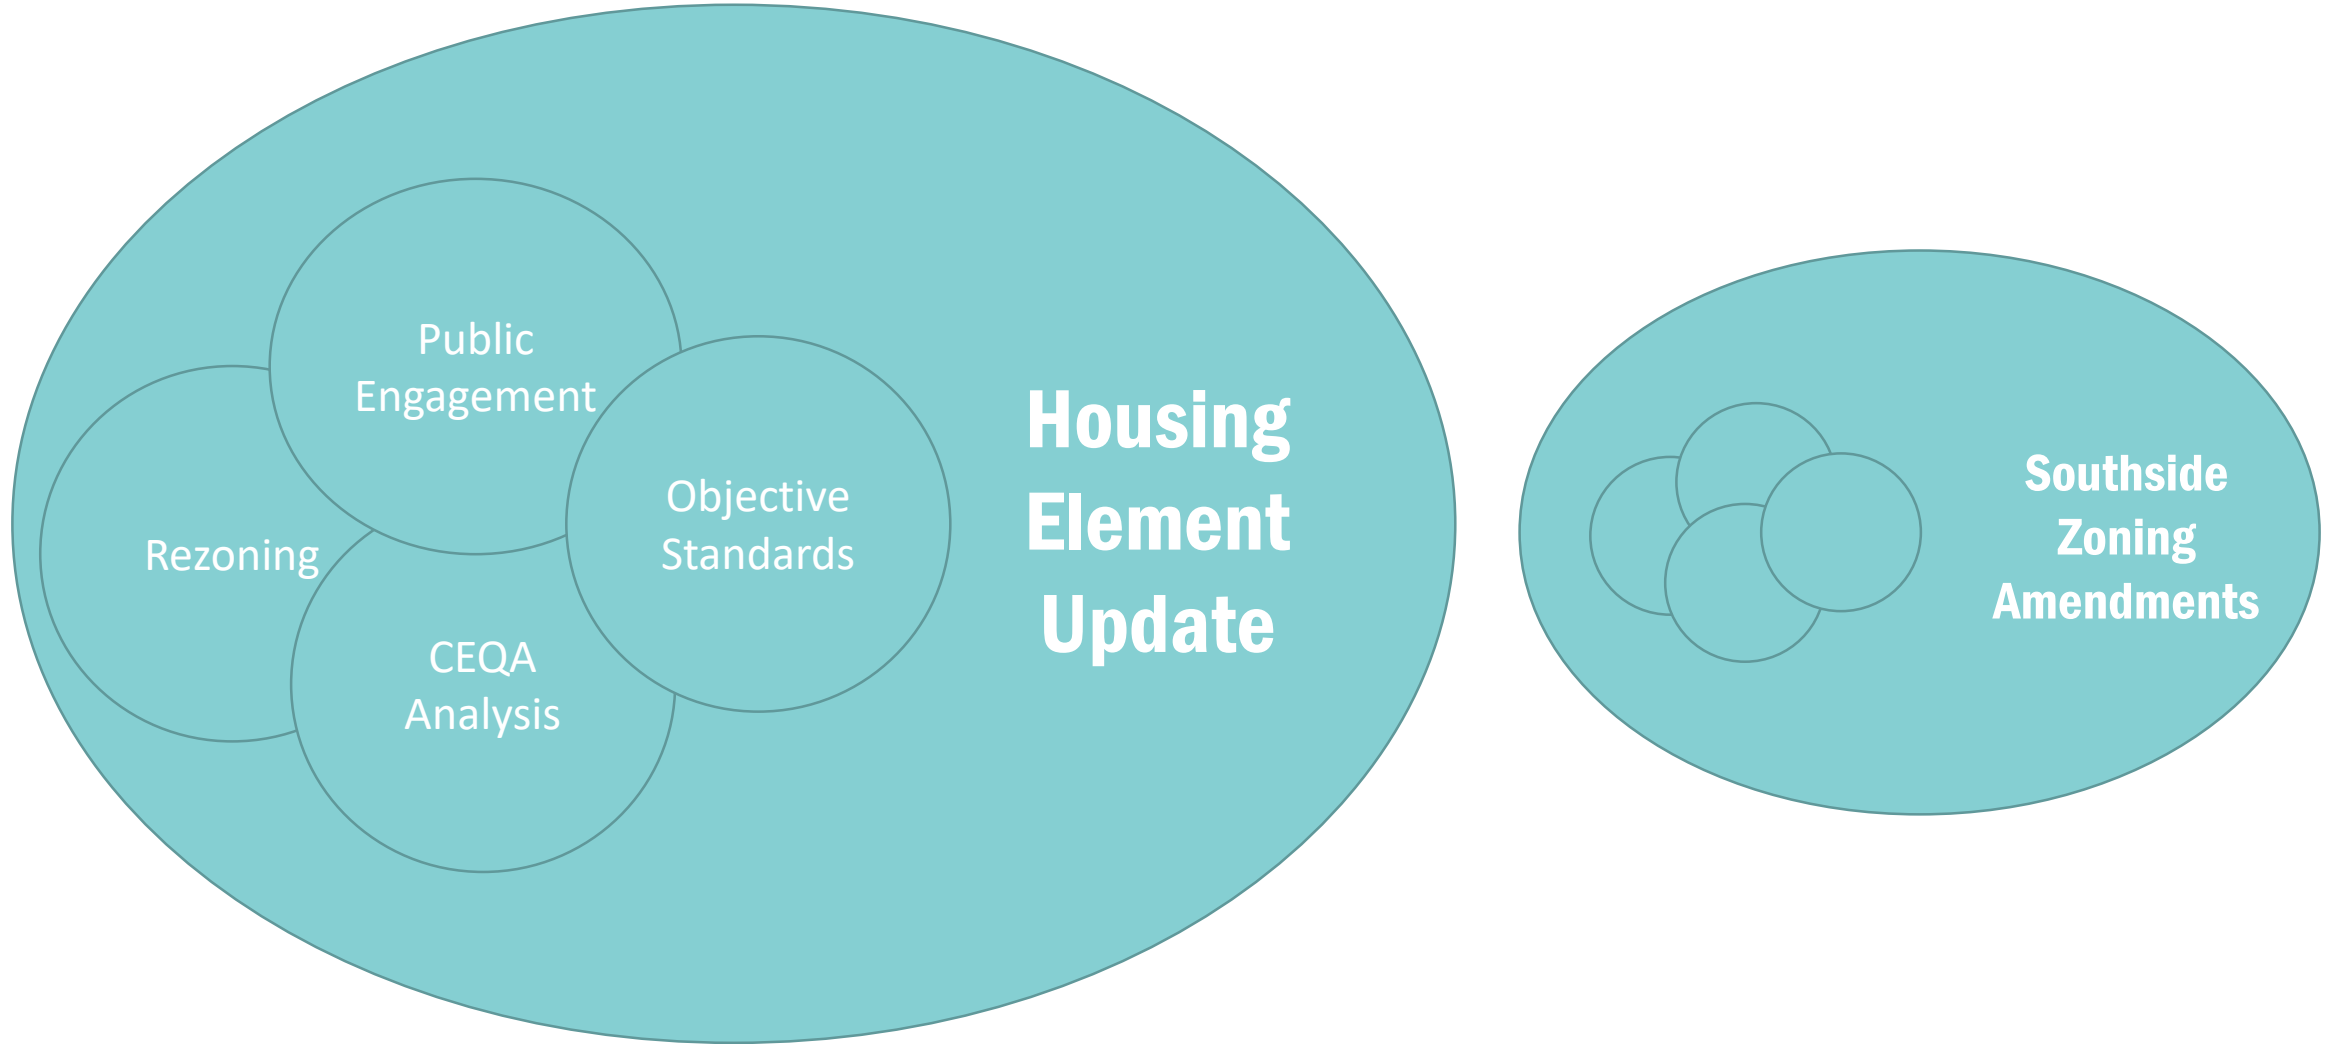 Public
Engagement
Rezoning
Objective
Standards
CEQA
Analysis
Housing
Element
Update
Southside
Zoning
Amendments